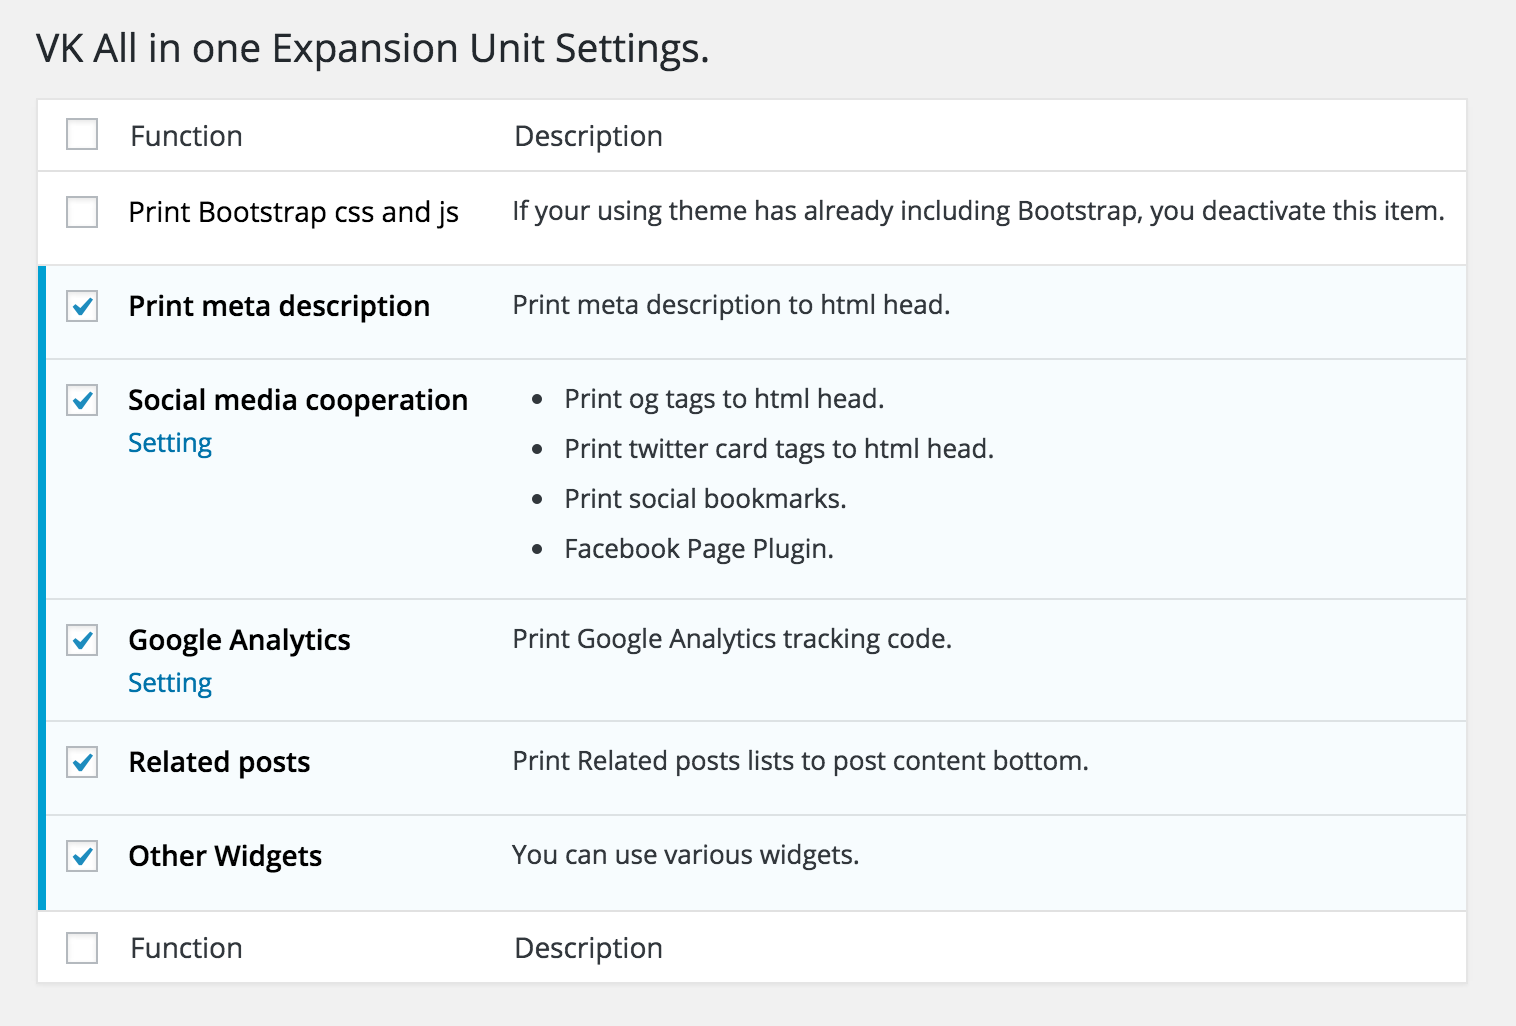 VK All in one Expansion Unit Settings.
Function Description
Print Bootstrap css and js If your using theme has already including Bootstrap, you deactivate this item.
Print meta description Print meta description to html head.
Social media cooperation • Print og tags to html head.
Setting • Print twitter card tags to html head.
• Print social bookmarks.
• Facebook Page Plugin.
Google Analytics Print Google Analytics tracking code.
Setting
Related posts Print Related posts lists to post content bottom.
Other Widgets You can use various widgets.
Function Description